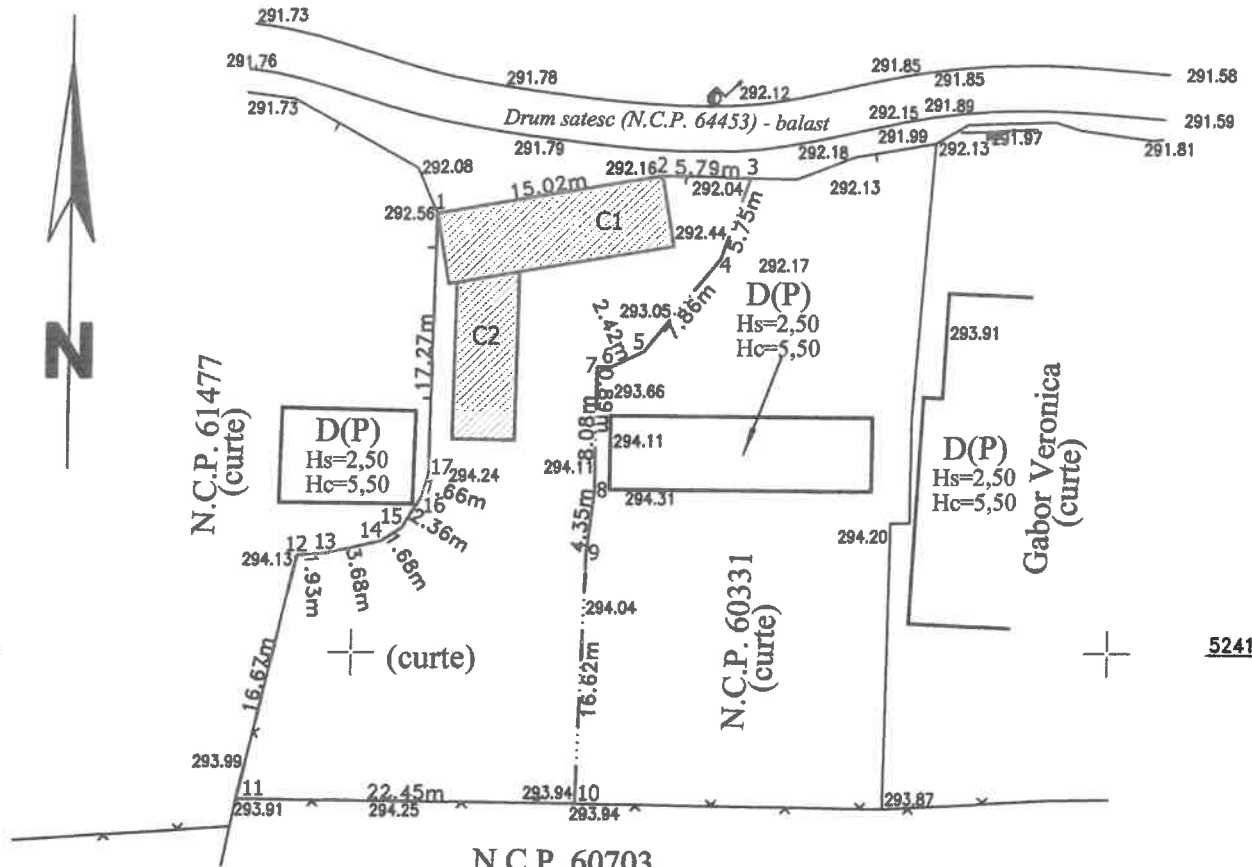 291.73
291.76
291.78
291.85
291.85
291.58
291.73
292.12
292.15
291.89
Drum satesc (N.C.P. 64453) - balast
291.59
291.99
291.97
291.79
292.18
292.13
291.81
292.08
292.16
2
5.79m
3
292.04
292.13
15.02m
1
292.56
C1
292.44
5.75m
4
292.17
D(P)
Hs=2,50
Hc=5,50
N
293.05
7.86m
2.42m
5
6
7
C2
293.91
17.27m
0.89m
293.66
N.C.P. 61477
(curte)
D(P)
Hs=2,50
Hc=5,50
8.08m
294.11
294.11
D(P)
Hs=2,50
Hc=5,50
Gabor Veronica
(curte)
17
294.24
1.66m
16
8
294.31
15
2.36m
4.35m
294.20
14
12
13
294.13
1.93m
3.68m
1.68m
9
294.04
N.C.P. 60331
(curte)
(curte)
5241
16.67m
16.62m
293.99
11
22.45m
293.94
10
293.91
294.25
293.94
293.87
N.C.P. 60703